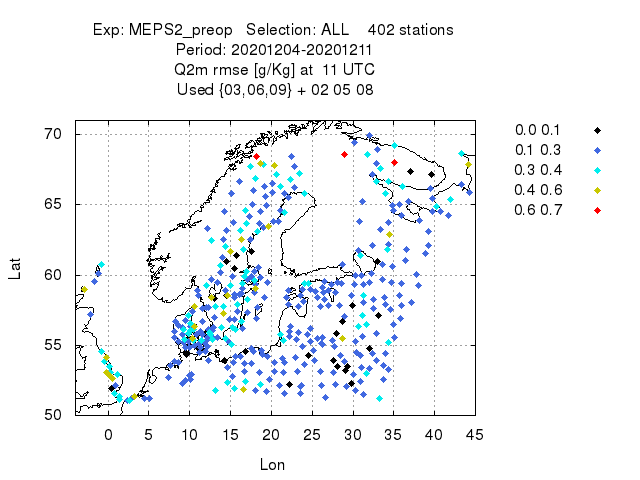 Exp: MEPS2_preop   Selection: ALL    402 stations
Period: 20201204-20201211
Q2m rmse [g/Kg] at  11 UTC
Used {03,06,09} + 02 05 08
0.0 0.1
0.1 0.3
0.3 0.4
0.4 0.6
0.6 0.7
70
65
60
55
50
Lat
0 5 10 15 20 25 30 35 40 45
Lon